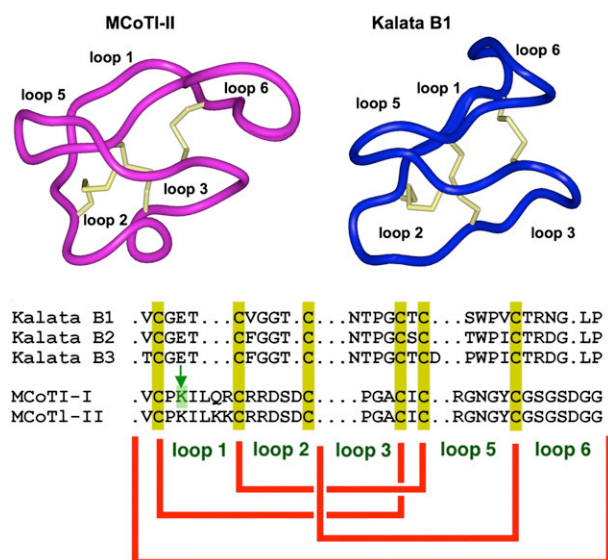 MCoTI-II
Kalata B1
loop 1
loop 5
loop 6
loop 3
loop 2
loop 6
loop 1
loop 5
loop 2
loop 3
Kalata B1 .VCGET...CVGGT.C...NTPGCTC...SWPVCTRNG.LP
Kalata B2 .VCGET...CFGGT.C...NTPGCSC...TWPICTRDG.LP
Kalata B3 .TCGET...CFGGT.C...NTPGCTCD..PWPICTRDG.LP
MCoTI-I .VCPKILQRCRRDSDC....PGACIC..RGNGYCGSGSDGG
MCoTl-II .VCPKILKKCRRDSDC....PGACIC..RGNGYCGSGSDGG
loop 1 loop 2 loop 3 loop 5 loop 6